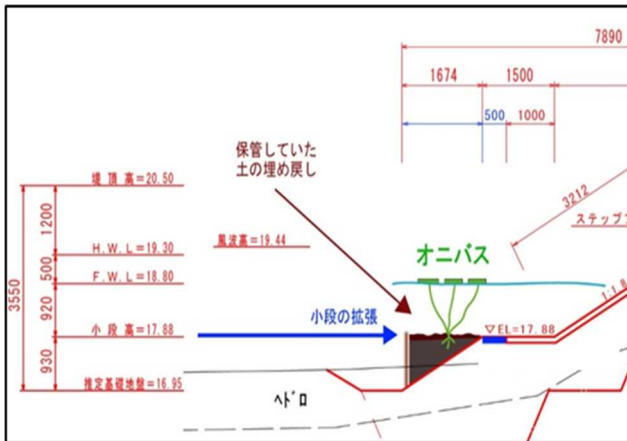 7890
1674
1500
500
1000
保管していた
土の埋め戻し
堤頂高=20.50
3212
ステップ
1200
風波高=19.44
オニバス
H.W.L=19.30
500
F.W.L=18.80
3550
920
小段の拡張
1:1.8
小段高=17.88
▽EL=17.88
930
推定基礎地盤=16.95
ヘドロ